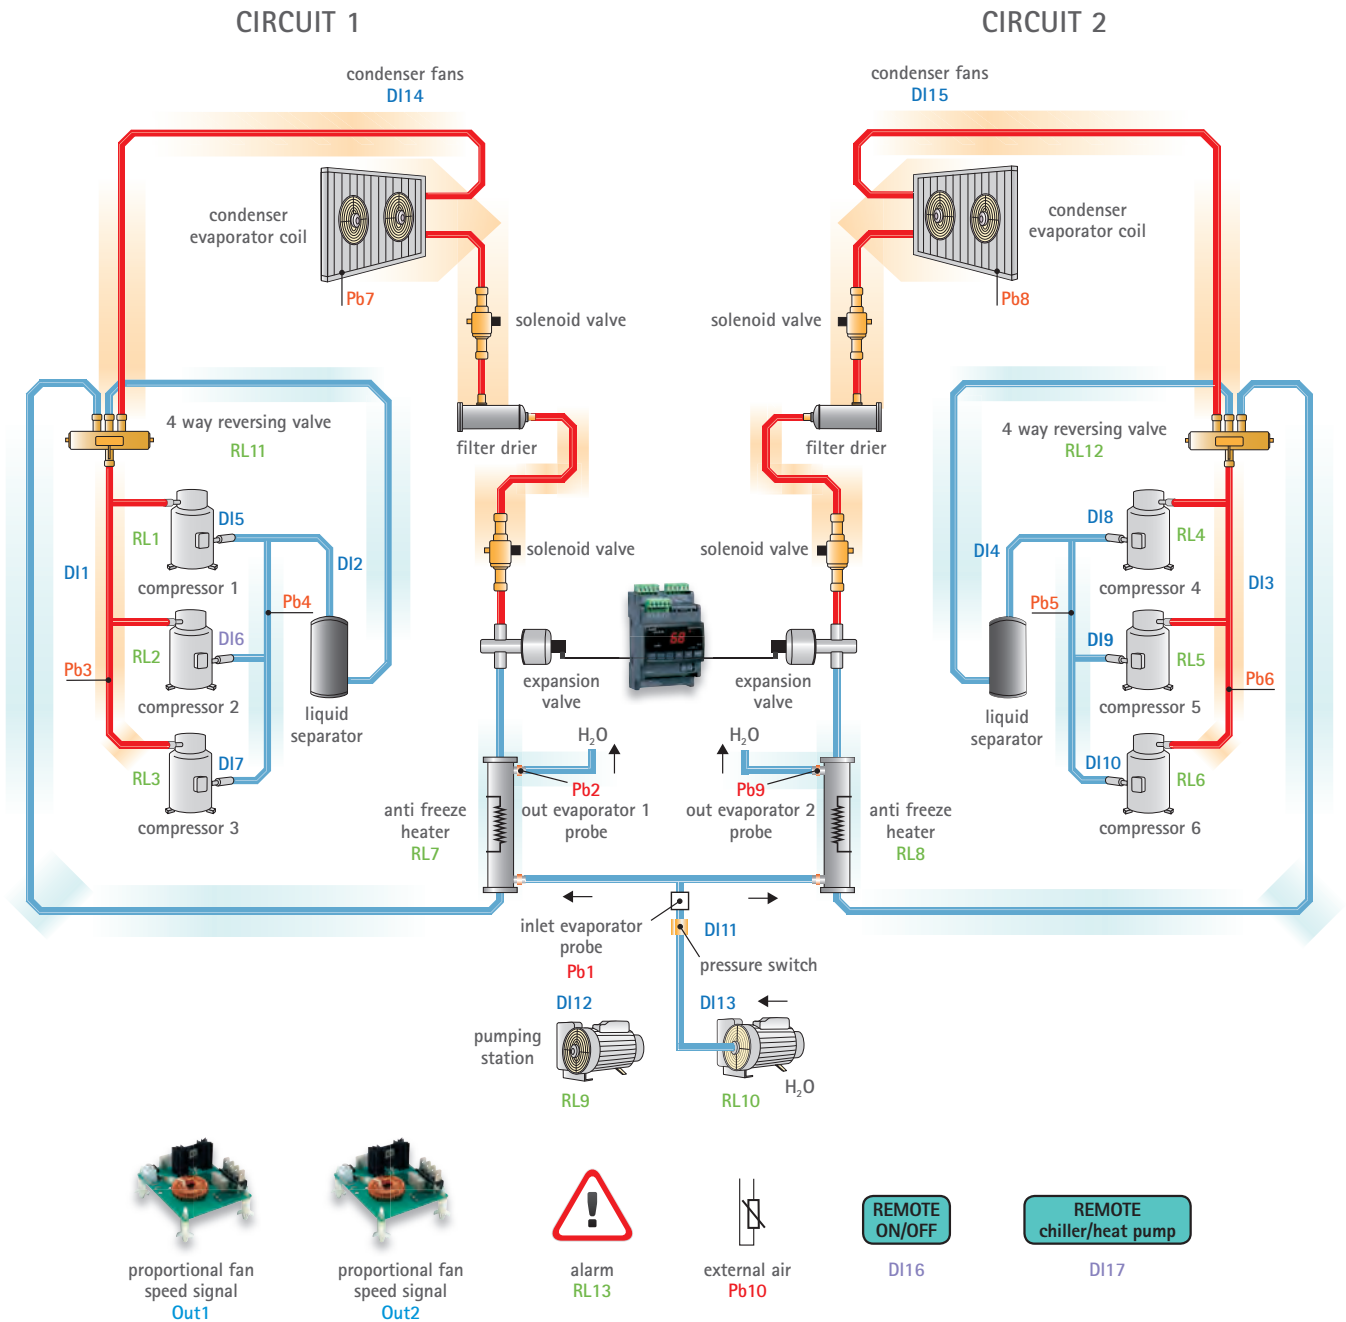 CIRCUIT 1
CIRCUIT 2
condenser fans
DI14
condenser fans
DI15
condenser
evaporator coil
condenser
evaporator coil
Pb7
Pb8
solenoid valve
solenoid valve
4 way reversing valve
RL11
filter drier
filter drier
4 way reversing valve
RL12
RL1
DI5
compressor 1
DI1
DI2
solenoid valve
solenoid valve
DI8
RL4
compressor 4
DI4
DI3
Pb4
Pb5
RL2
DI6
compressor 2
Pb3
DI9
RL5
compressor 5
Pb6
expansion
valve
expansion
valve
liquid
separator
liquid
separator
RL3
DI7
compressor 3
DI10
RL6
compressor 6
H2O
H2O
Pb2
out evaporator 1
probe
Pb9
out evaporator 2
probe
anti freeze
heater
RL7
anti freeze
heater
RL8
inlet evaporator
probe
Pb1
DI11
pressure switch
DI12
DI13
pumping
station
RL9
RL10
H2O
proportional fan
speed signal
Out1
proportional fan
speed signal
Out2
alarm
RL13
external air
Pb10
REMOTE
ON/OFF
DI16
REMOTE
chiller/heat pump
DI17